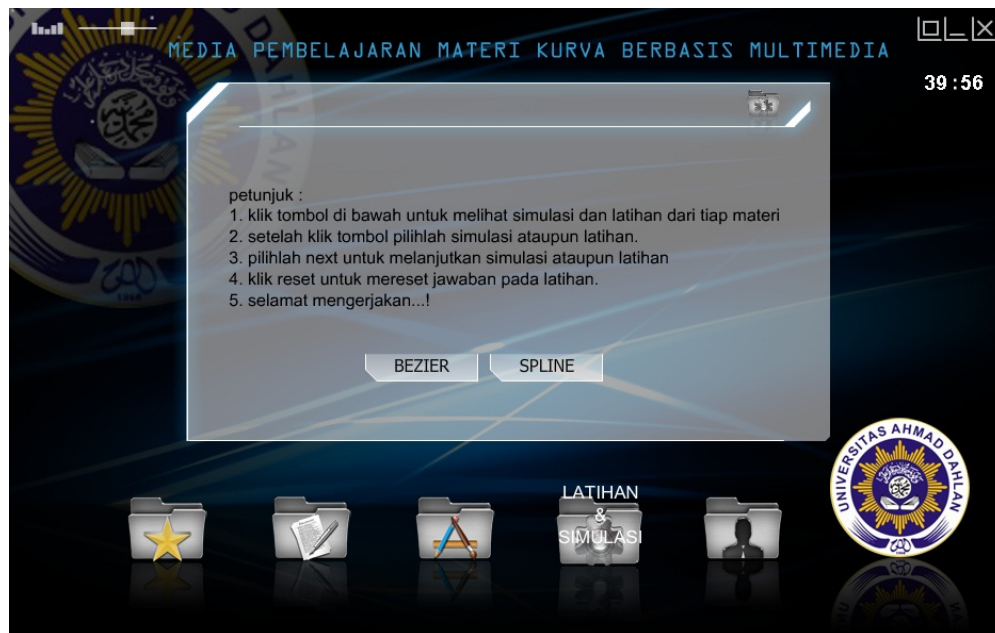 MEDIA PEMBELAJARAN MATERI KURVA BERBASIS MULTIMEDIA
39:56
petunjuk :
1. klik tombol di bawah untuk melihat simulasi dan latihan dari tiap materi
2. setelah klik tombol pilihlah simulasi ataupun latihan.
3. pilihlah next untuk melanjutkan simulasi ataupun latihan
4. klik reset untuk mereset jawaban pada latihan.
5. selamat mengerjakan...!
BEZIER
SPLINE
LATIHAN
&
SIMULASI
UNIVERSITAS AHMAD DAHLAN